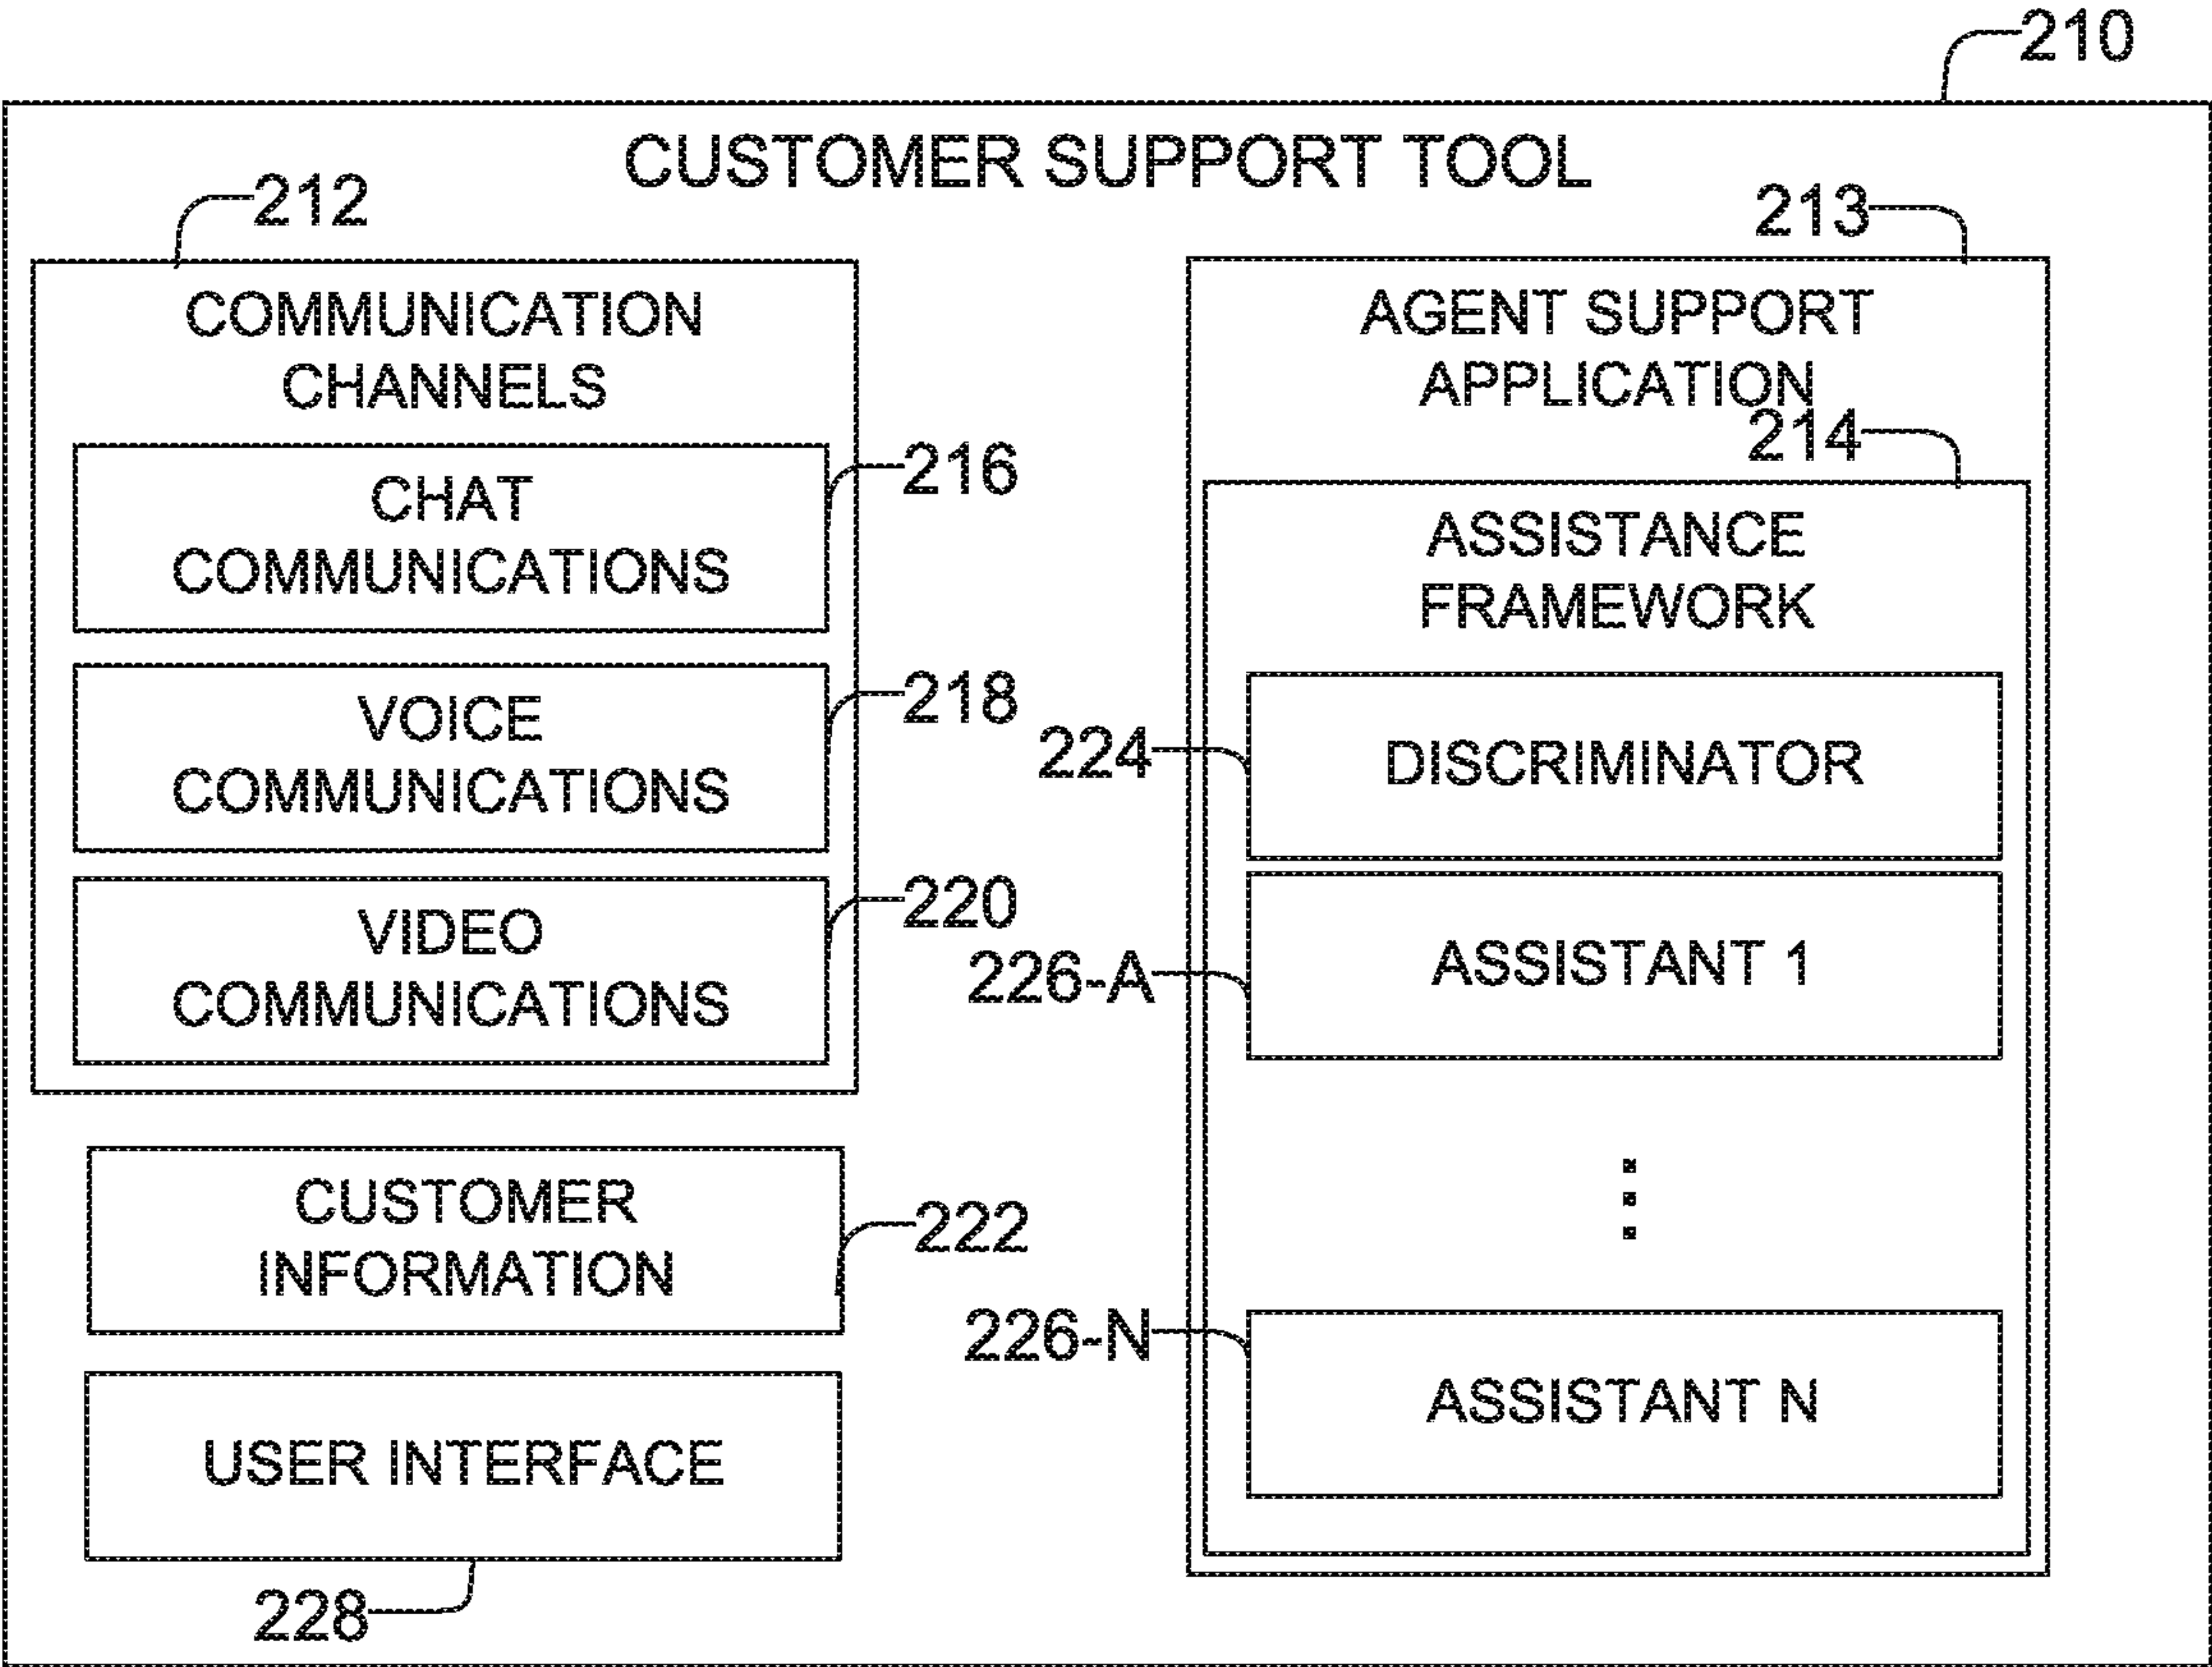 210
CUSTOMER SUPPORT TOOL
212
COMMUNICATION
CHANNELS
CHAT
COMMUNICATIONS
216
VOICE
COMMUNICATIONS
218
VIDEO
COMMUNICATIONS
220
CUSTOMER
INFORMATION
222
USER INTERFACE
228
213
AGENT SUPPORT
APPLICATION
214
ASSISTANCE
FRAMEWORK
224
DISCRIMINATOR
226-A
ASSISTANT 1
226-N
ASSISTANT N